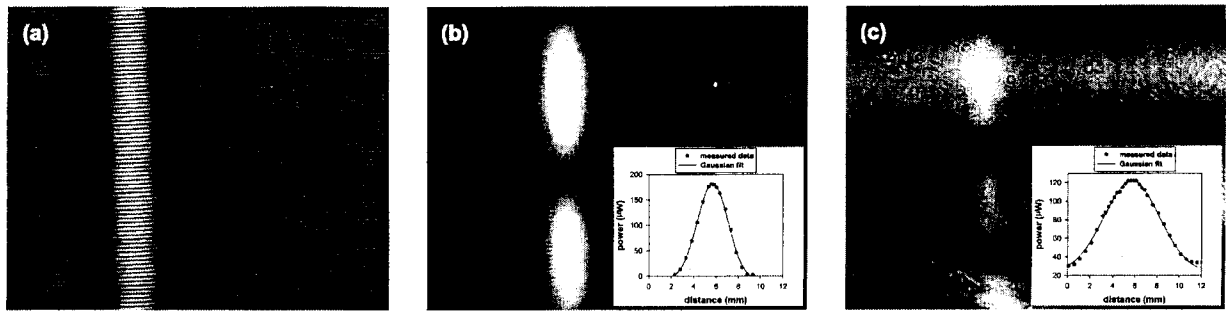 (a)
(b)
measured data
Gaussian fit
power (μW)
200
150
100
50
0
0 2 4 6 8 10 12
distance (mm)
(c)
measured data
Gaussian fit
power (μW)
120
100
80
60
40
20
0 2 4 6 8 10 12
distance (mm)